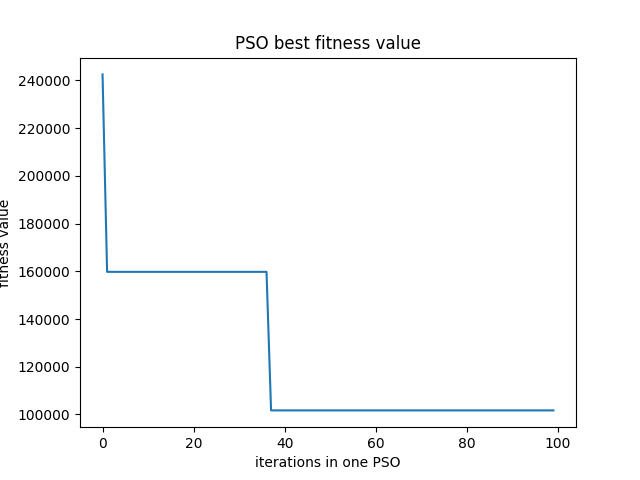 PSO best fitness value
240000
220000
200000
180000
160000
140000
120000
100000
fitness value
0 20 40 60 80 100
iterations in one PSO